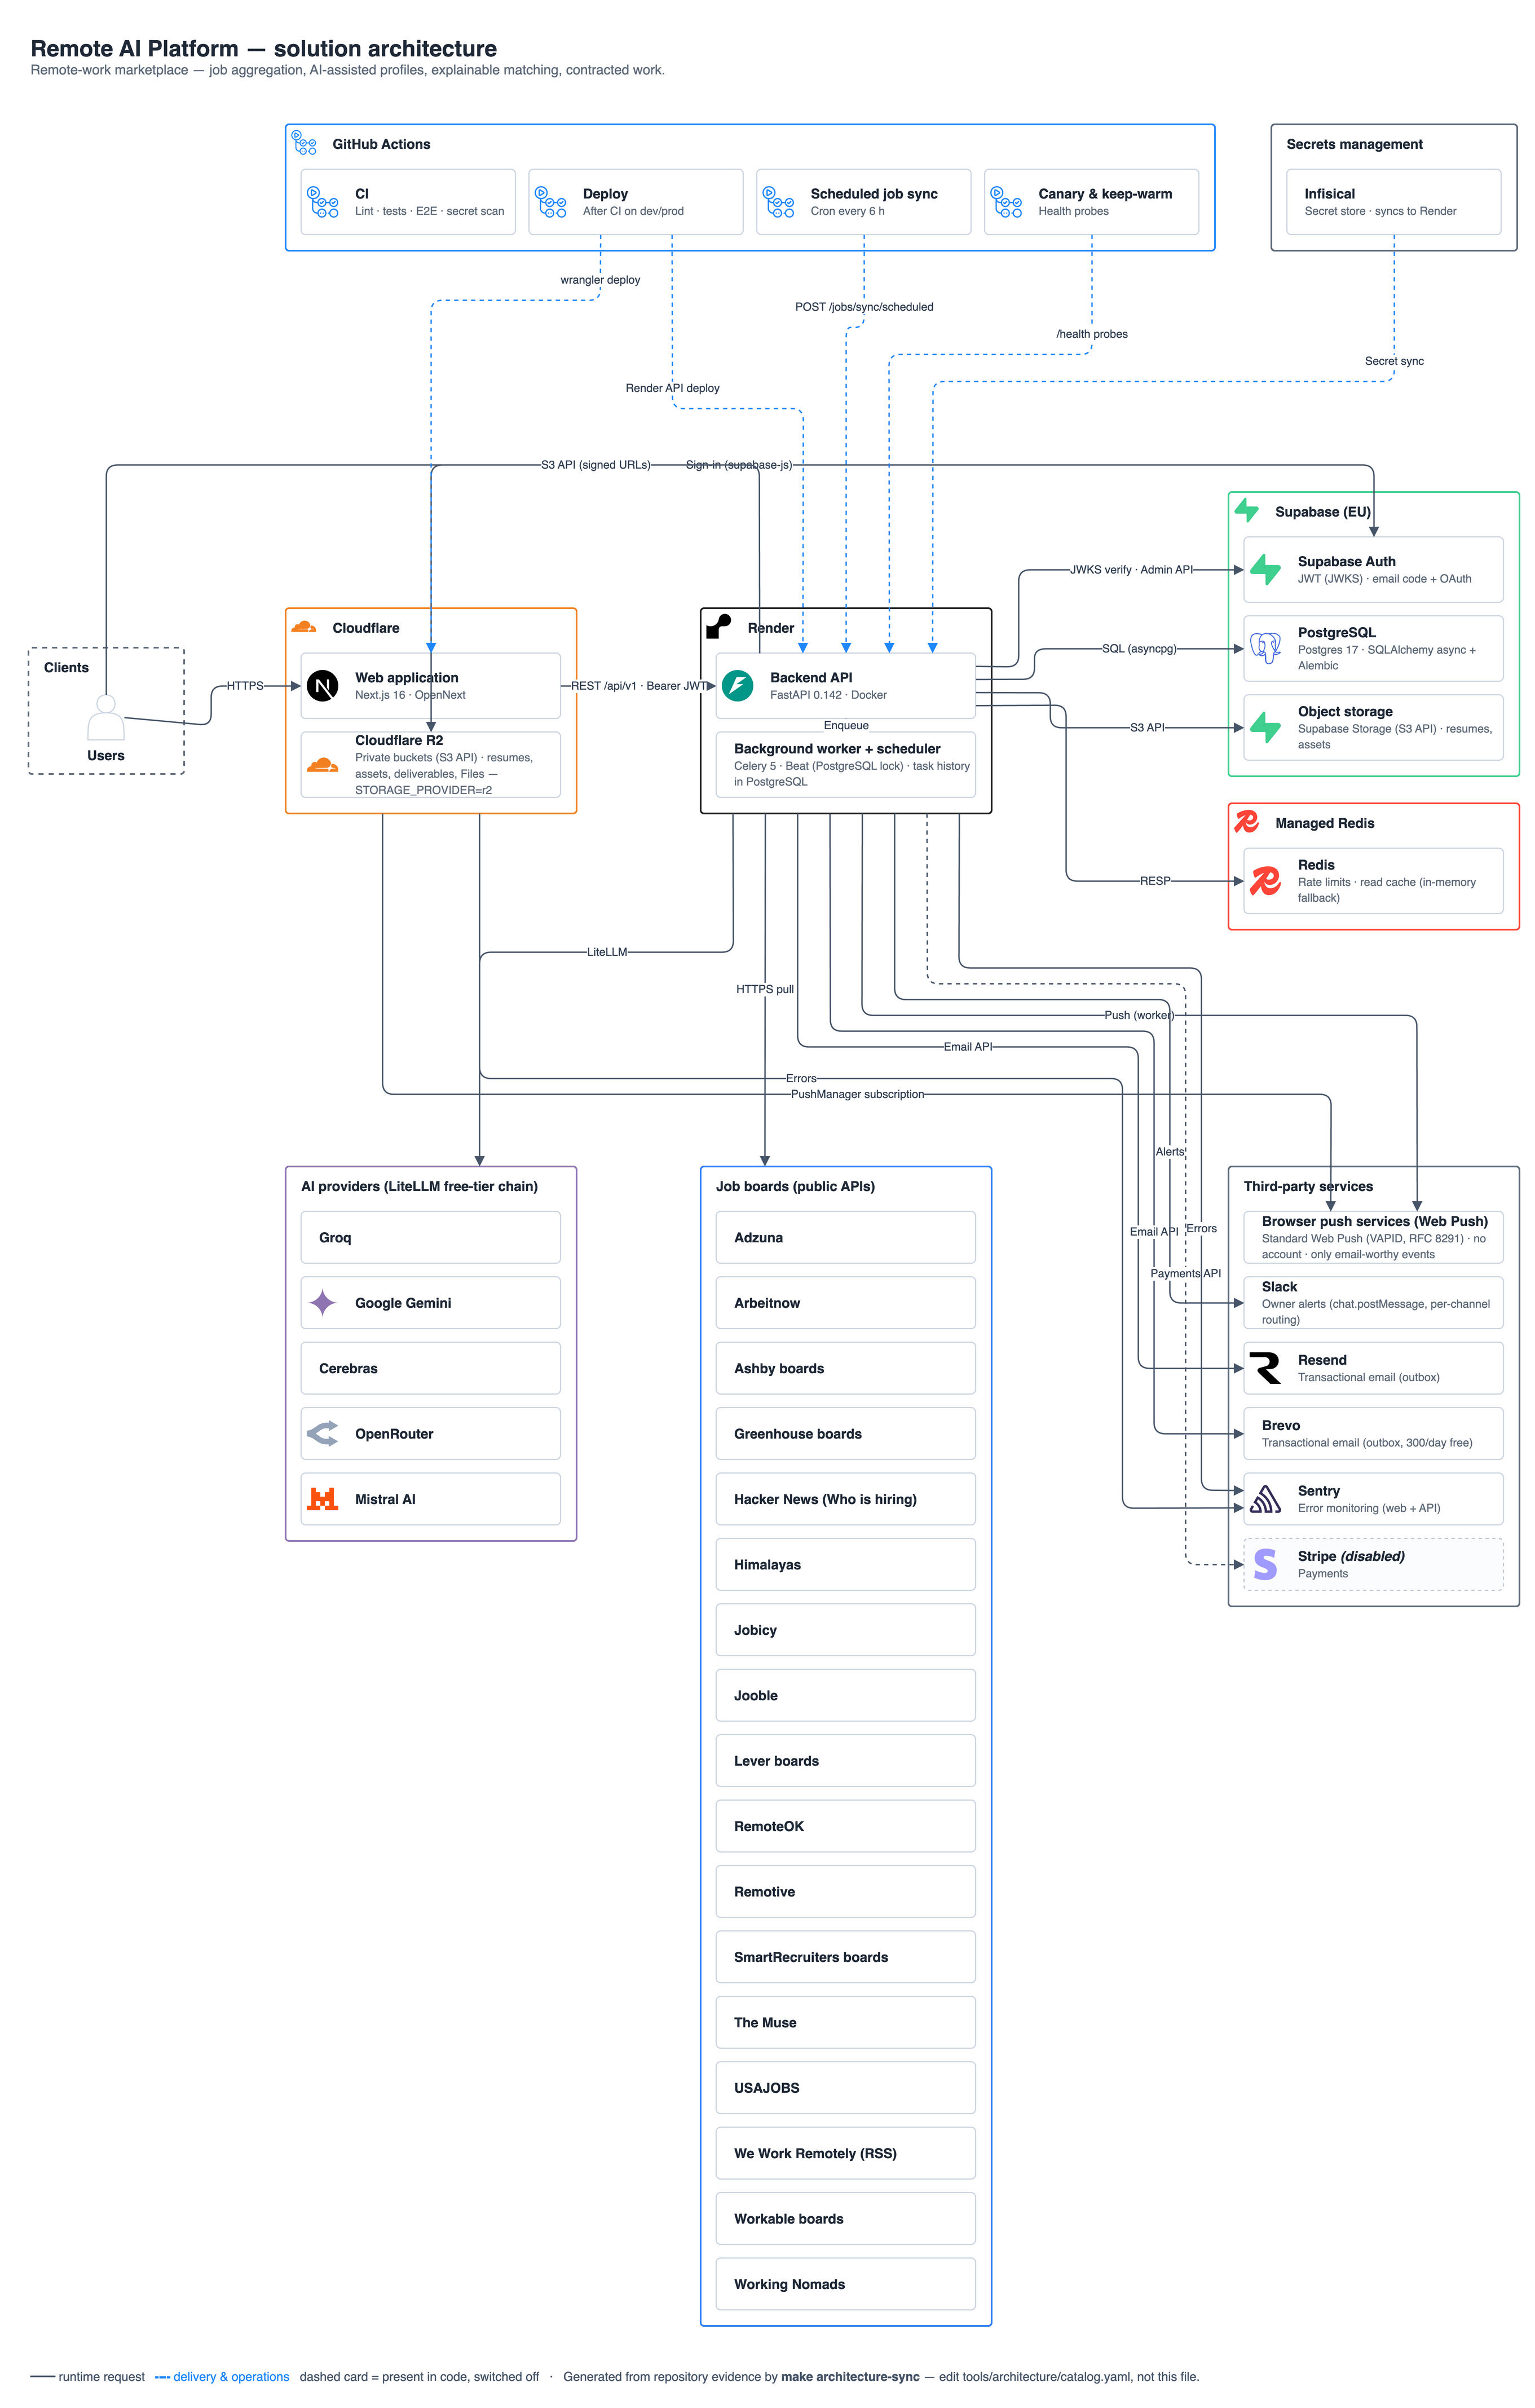 Remote AI Platform — solution architecture
Remote-work marketplace — job aggregation, AI-assisted profiles, explainable matching, contracted work.
GitHub Actions
CI
Lint · tests · E2E · secret scan
Deploy
After CI on dev/prod
Scheduled job sync
Cron every 6 h
Canary & keep-warm
Health probes
Secrets management
Infisical
Secret store · syncs to Render
wrangler deploy
POST /jobs/sync/scheduled
/health probes
Secret sync
Render API deploy
S3 API (signed URLs)
Sign-in (supabase-js)
Supabase (EU)
Supabase Auth
JWT (JWKS) · email code + OAuth
PostgreSQL
Postgres 17 · SQLAlchemy async +
Alembic
Object storage
Supabase Storage (S3 API) · resumes,
assets
JWKS verify · Admin API
SQL (asyncpg)
S3 API
RESP
Clients
Users
HTTPS
Cloudflare
Web application
Next.js 16 · OpenNext
Cloudflare R2
Private buckets (S3 API) · resumes,
assets, deliverables, Files —
STORAGE_PROVIDER=r2
REST /api/v1 · Bearer JWT
Render
Backend API
FastAPI 0.142 · Docker
Enqueue
Background worker + scheduler
Celery 5 · Beat (PostgreSQL lock) · task history
in PostgreSQL
Managed Redis
Redis
Rate limits · read cache (in-memory
fallback)
LiteLLM
HTTPS pull
Push (worker)
Email API
Errors
PushManager subscription
Alerts
Email API
Errors
Payments API
AI providers (LiteLLM free-tier chain)
Groq
Google Gemini
Cerebras
OpenRouter
Mistral AI
Job boards (public APIs)
Adzuna
Arbeitnow
Ashby boards
Greenhouse boards
Hacker News (Who is hiring)
Himalayas
Jobicy
Jooble
Lever boards
RemoteOK
Remotive
SmartRecruiters boards
The Muse
USAJOBS
We Work Remotely (RSS)
Workable boards
Working Nomads
Third-party services
Browser push services (Web Push)
Standard Web Push (VAPID, RFC 8291) · no
account · only email-worthy events
Slack
Owner alerts (chat.postMessage, per-channel
routing)
Resend
Transactional email (outbox)
Brevo
Transactional email (outbox, 300/day free)
Sentry
Error monitoring (web + API)
Stripe (disabled)
Payments
runtime request delivery & operations dashed card = present in code, switched off · Generated from repository evidence by make architecture-sync — edit tools/architecture/catalog.yaml, not this file.